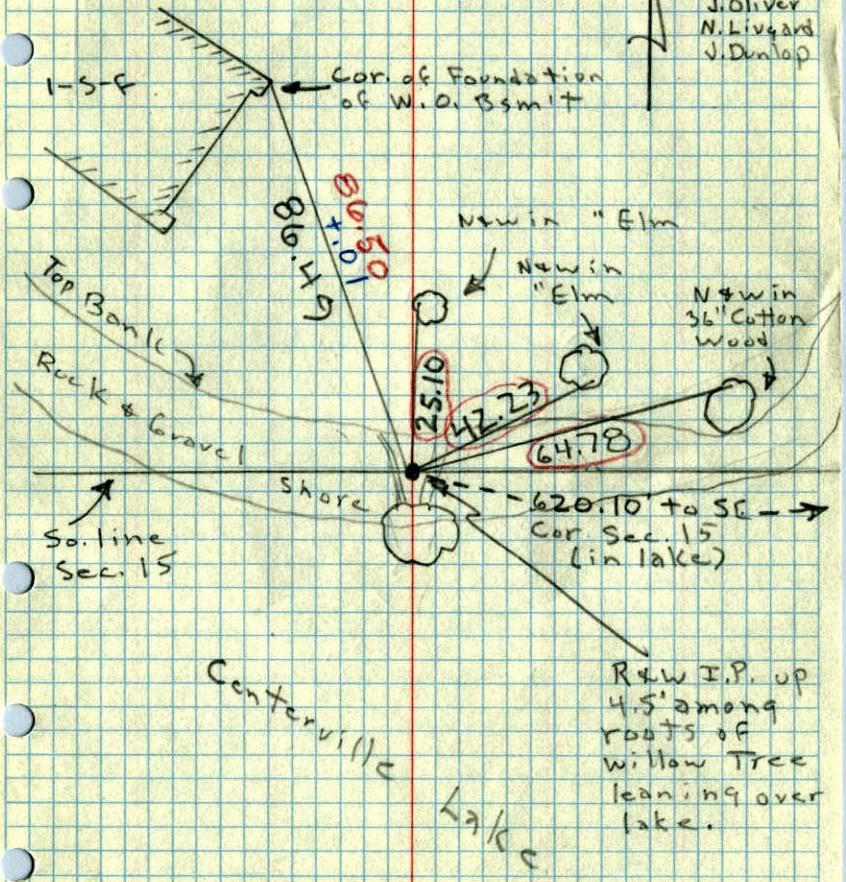 J. Oliver
N. Livgard
J. Dunlop
1-S-F
Cor. of Foundation
of W.O. Bsm't
86.50
+.01
86.49
N&W in "Elm
N&W in
"Elm
N&W in
36" Cotton
Wood
Top Bank
Rock & Gravel
25.10
42.23
64.78
Shore
620.10' to SE
Cor. Sec. 15
(in lake)
So. line
Sec. 15
R&W I.P. up
4.5' among
roots of
willow Tree
leaning over
lake.
Centerville
Lake